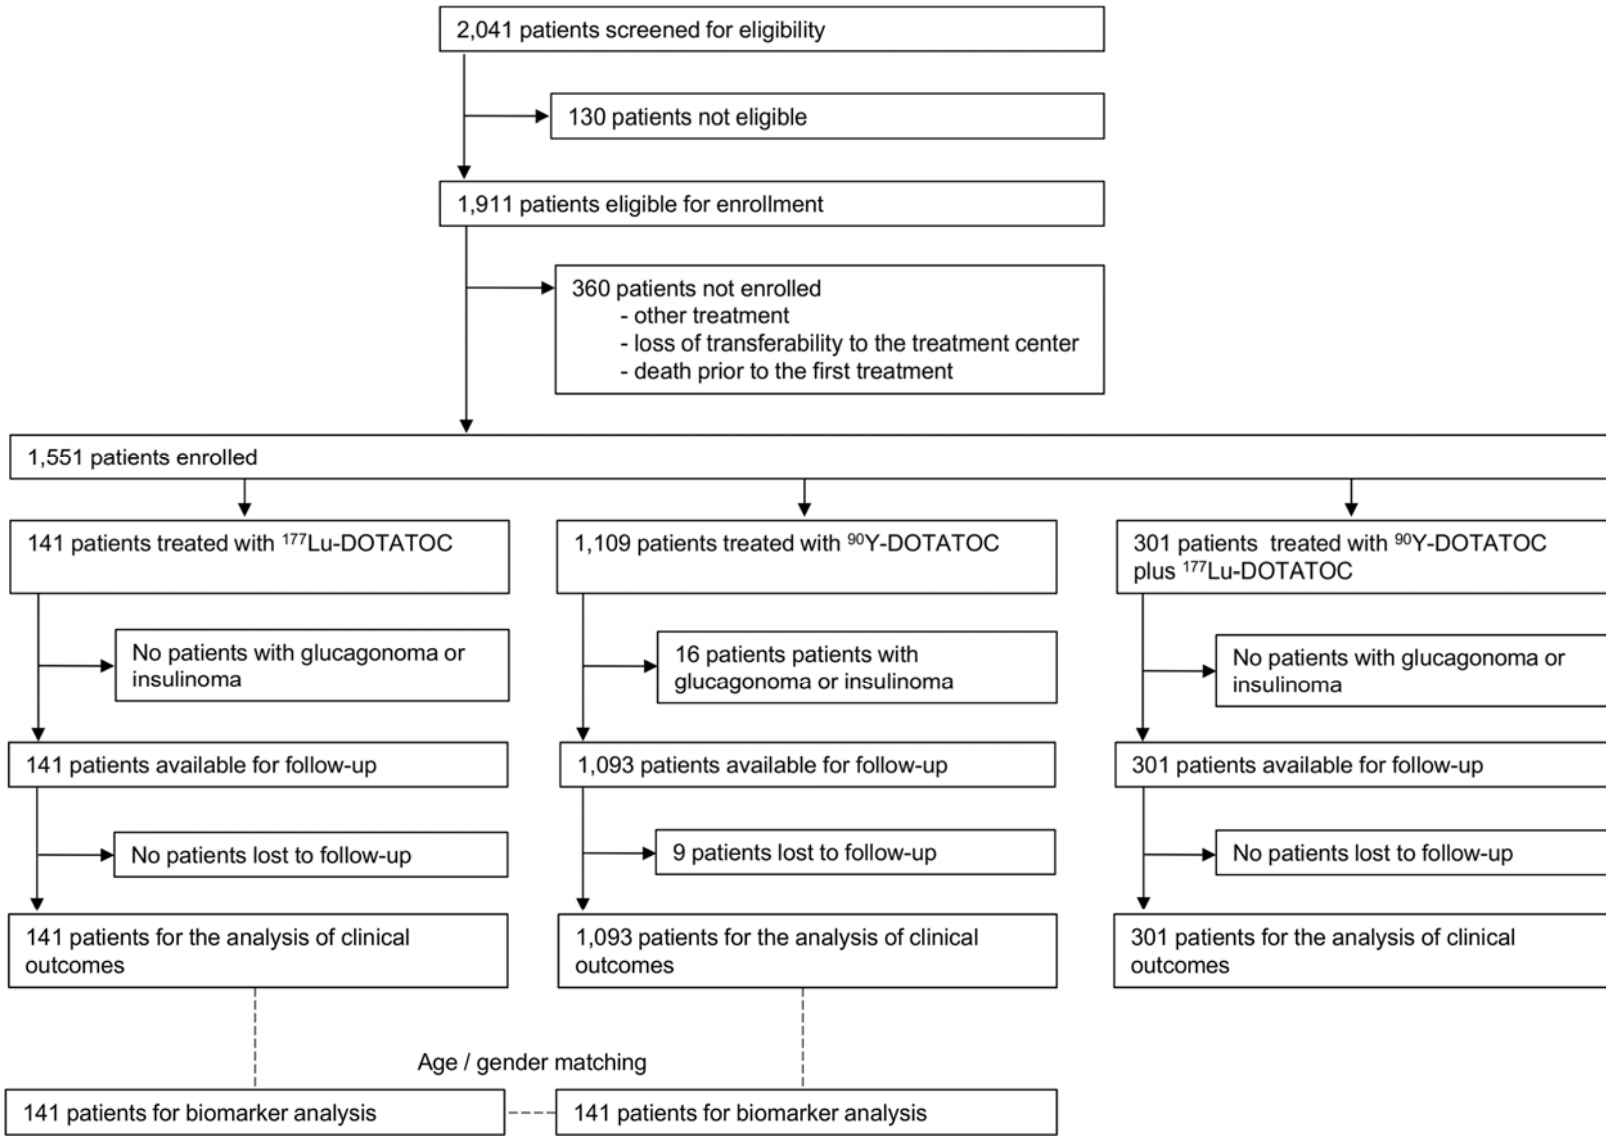 2,041 patients screened for eligibility
130 patients not eligible
1,911 patients eligible for enrollment
360 patients not enrolled
- other treatment
- loss of transferability to the treatment center
- death prior to the first treatment
1,551 patients enrolled
141 patients treated with ¹⁷⁷Lu-DOTATOC
1,109 patients treated with ⁹⁰Y-DOTATOC
301 patients  treated with ⁹⁰Y-DOTATOC
plus ¹⁷⁷Lu-DOTATOC
No patients with glucagonoma or
insulinoma
16 patients patients with
glucagonoma or insulinoma
No patients with glucagonoma or
insulinoma
141 patients available for follow-up
1,093 patients available for follow-up
301 patients available for follow-up
No patients lost to follow-up
9 patients lost to follow-up
No patients lost to follow-up
141 patients for the analysis of clinical
outcomes
1,093 patients for the analysis of clinical
outcomes
301 patients for the analysis of clinical
outcomes
Age / gender matching
141 patients for biomarker analysis
141 patients for biomarker analysis